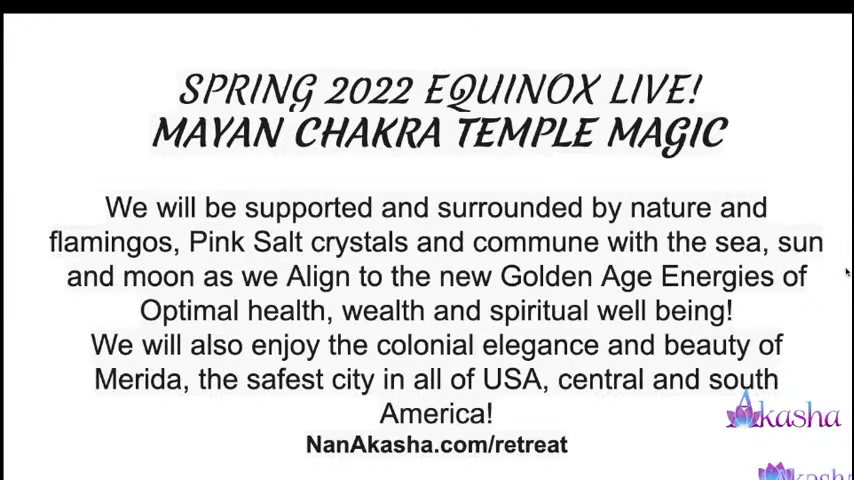 SPRING 2022 EQUINOX LIVE!
MAYAN CHAKRA TEMPLE MAGIC
We will be supported and surrounded by nature and
flamingos, Pink Salt crystals and commune with the sea, sun
and moon as we Align to the new Golden Age Energies of
Optimal health, wealth and spiritual well being!
We will also enjoy the colonial elegance and beauty of
Merida, the safest city in all of USA, central and south
America!
Akasha
NanAkasha.com/retreat
Akasha